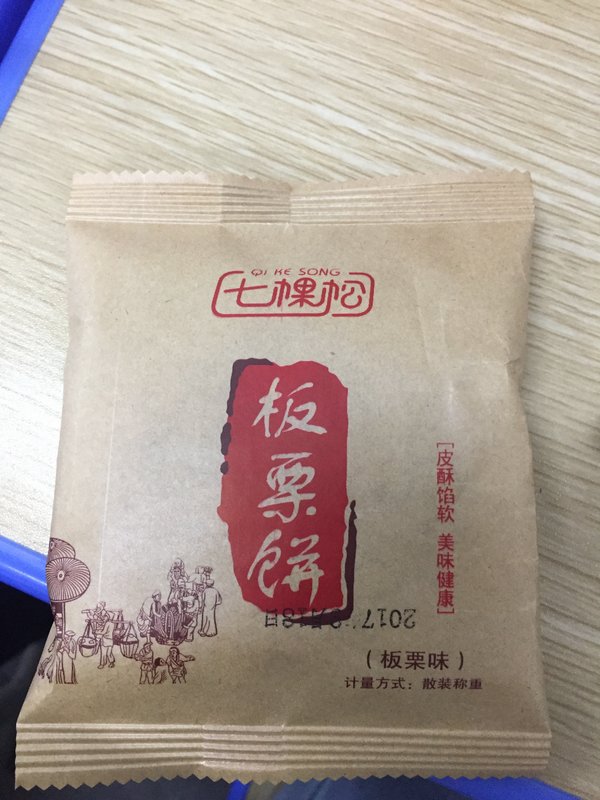 QI KE SONG
七棵松
板栗饼
[皮酥馅软 美味健康]
(板栗味)
计量方式：散装称重